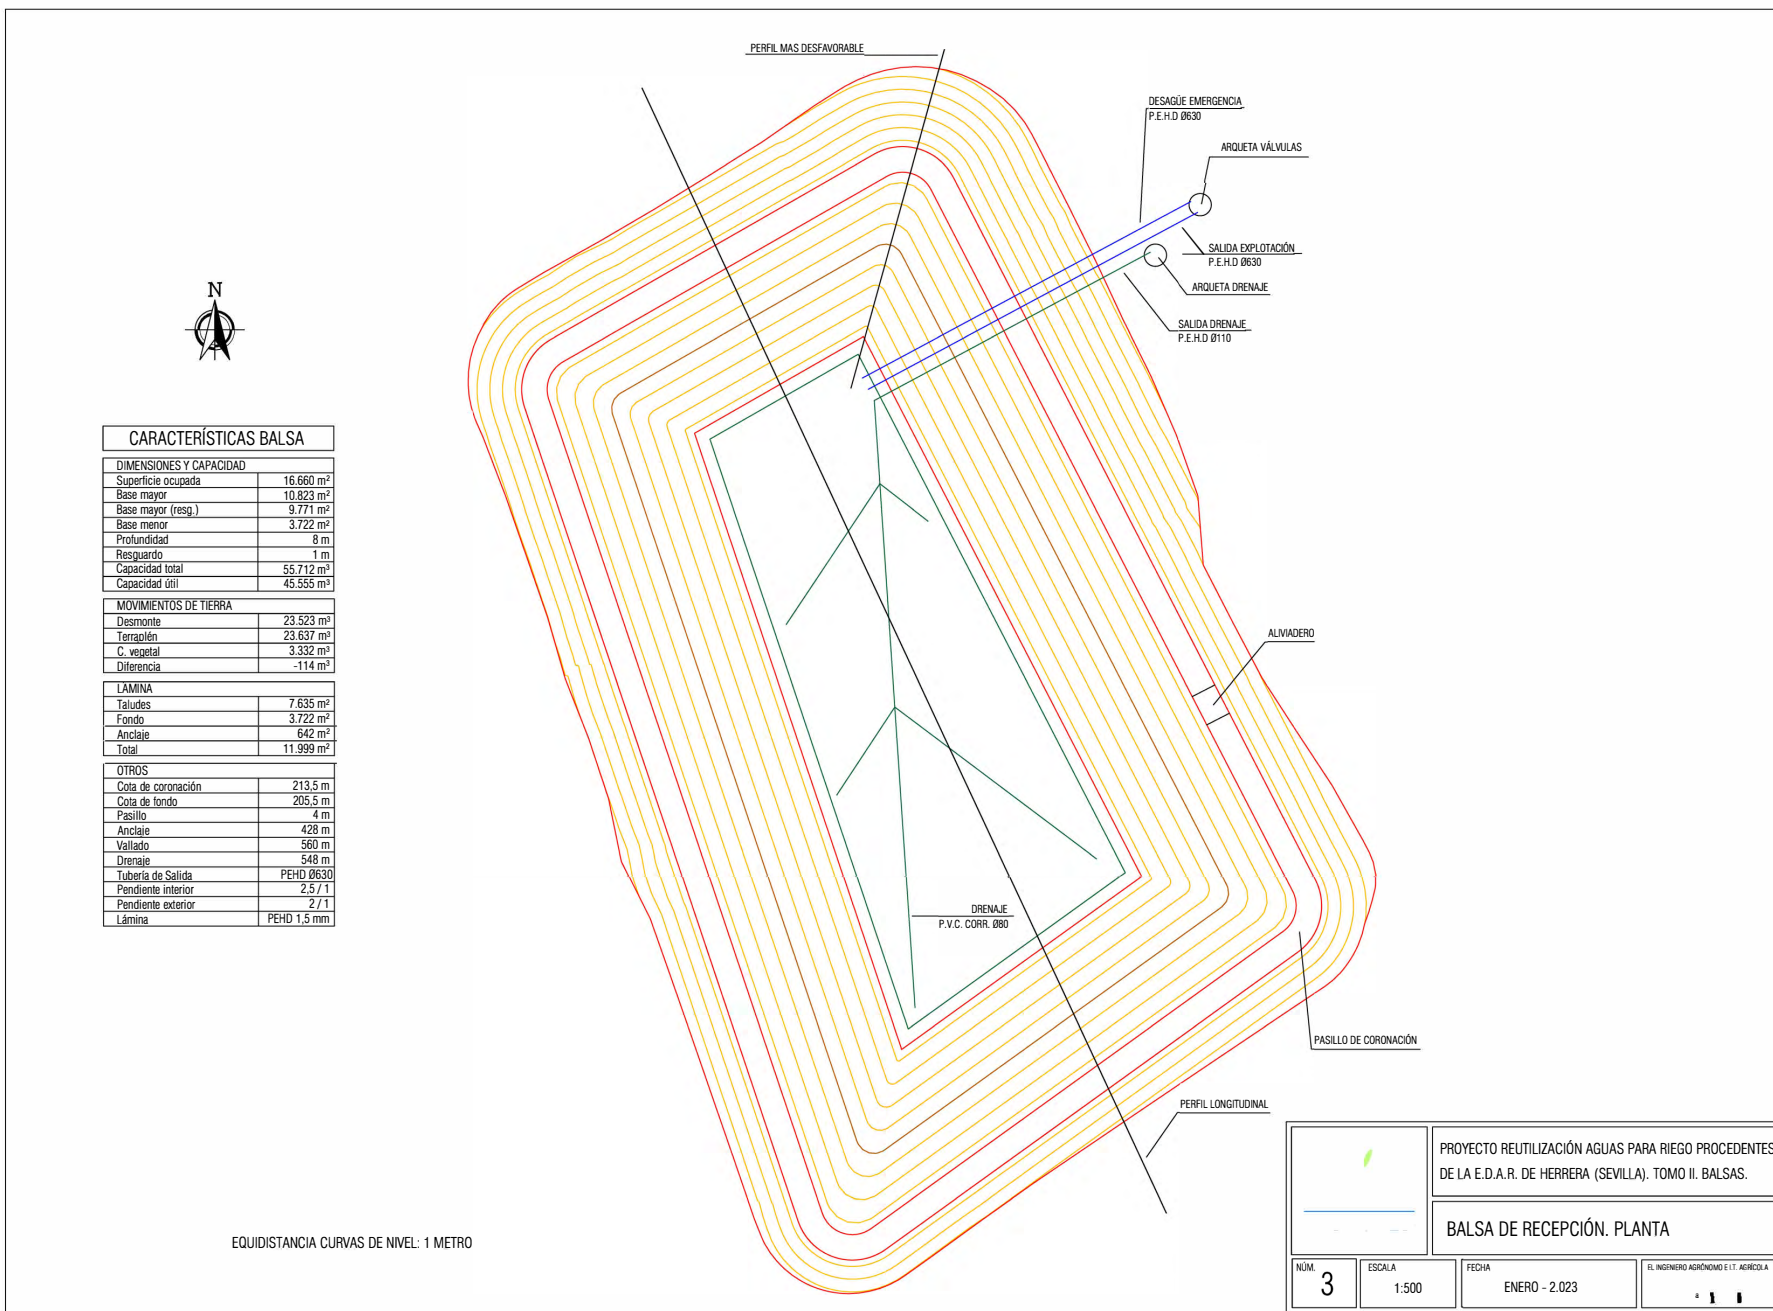 PERFIL MAS DESFAVORABLE
DESAGÜE EMERGENCIA
P.E.H.D Ø630
ARQUETA VÁLVULAS
SALIDA EXPLOTACIÓN
P.E.H.D Ø630
ARQUETA DRENAJE
SALIDA DRENAJE
P.E.H.D Ø110
N
CARACTERÍSTICAS BALSA
DIMENSIONES Y CAPACIDAD
Superficie ocupada 16.660 m²
Base mayor 10.823 m²
Base mayor (resg.) 9.771 m²
Base menor 3.722 m²
Profundidad 8 m
Resguardo 1 m
Capacidad total 55.712 m³
Capacidad útil 45.555 m³
MOVIMIENTOS DE TIERRA
Desmonte 23.523 m³
Terraplén 23.637 m³
C. vegetal 3.332 m³
Diferencia -114 m³
LAMINA
Taludes 7.635 m²
Fondo 3.722 m²
Anclaje 642 m²
Total 11.999 m²
OTROS
Cota de coronación 213,5 m
Cota de fondo 205,5 m
Pasillo 4 m
Anclaje 428 m
Vallado 560 m
Drenaje 548 m
Tubería de Salida PEHD Ø630
Pendiente interior 2,5 / 1
Pendiente exterior 2 / 1
Lámina PEHD 1,5 mm
ALIVIADERO
DRENAJE
P.V.C. CORR. Ø80
PASILLO DE CORONACIÓN
PERFIL LONGITUDINAL
EQUIDISTANCIA CURVAS DE NIVEL: 1 METRO
PROYECTO REUTILIZACIÓN AGUAS PARA RIEGO PROCEDENTES
DE LA E.D.A.R. DE HERRERA (SEVILLA). TOMO II. BALSAS.
BALSA DE RECEPCIÓN. PLANTA
NÚM.
3
ESCALA
1:500
FECHA
ENERO - 2.023
EL INGENIERO AGRÓNOMO E I.T. AGRÍCOLA